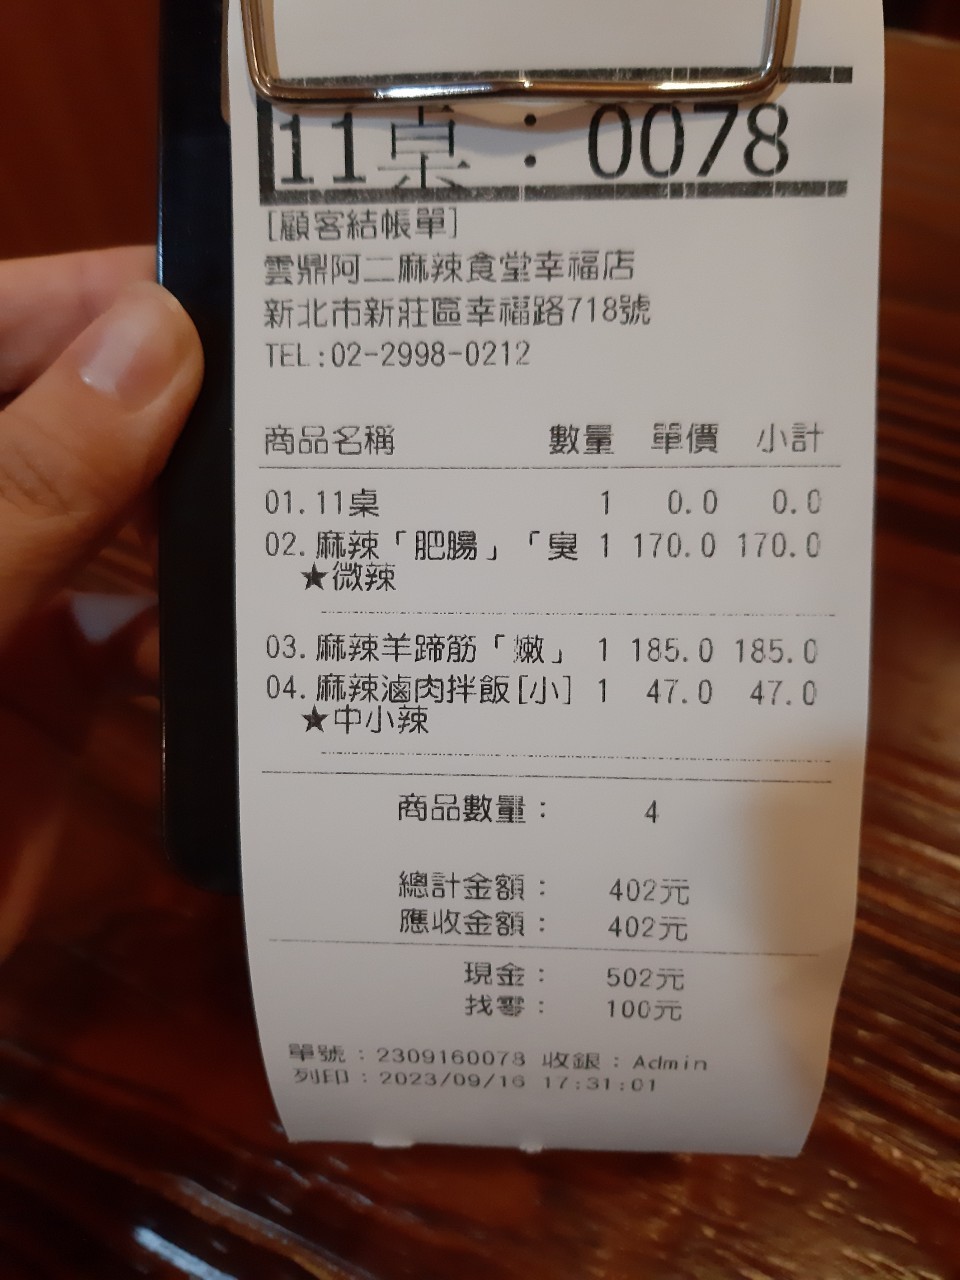 11桌：0078
[顧客結帳單]
雲鼎阿二麻辣食堂幸福店
新北市新莊區幸福路718號
TEL:02-2998-0212
商品名稱 數量 單價 小計
01.11桌 1 0.0 0.0
02.麻辣「肥腸」「臭 1 170.0 170.0
★微辣
03.麻辣羊蹄筋「嫩」 1 185.0 185.0
04.麻辣滷肉拌飯[小] 1 47.0 47.0
★中小辣
商品數量： 4
總計金額： 402元
應收金額： 402元
現金： 502元
找零： 100元
單號：2309160078 收銀：Admin
列印：2023/09/16 17:31:01